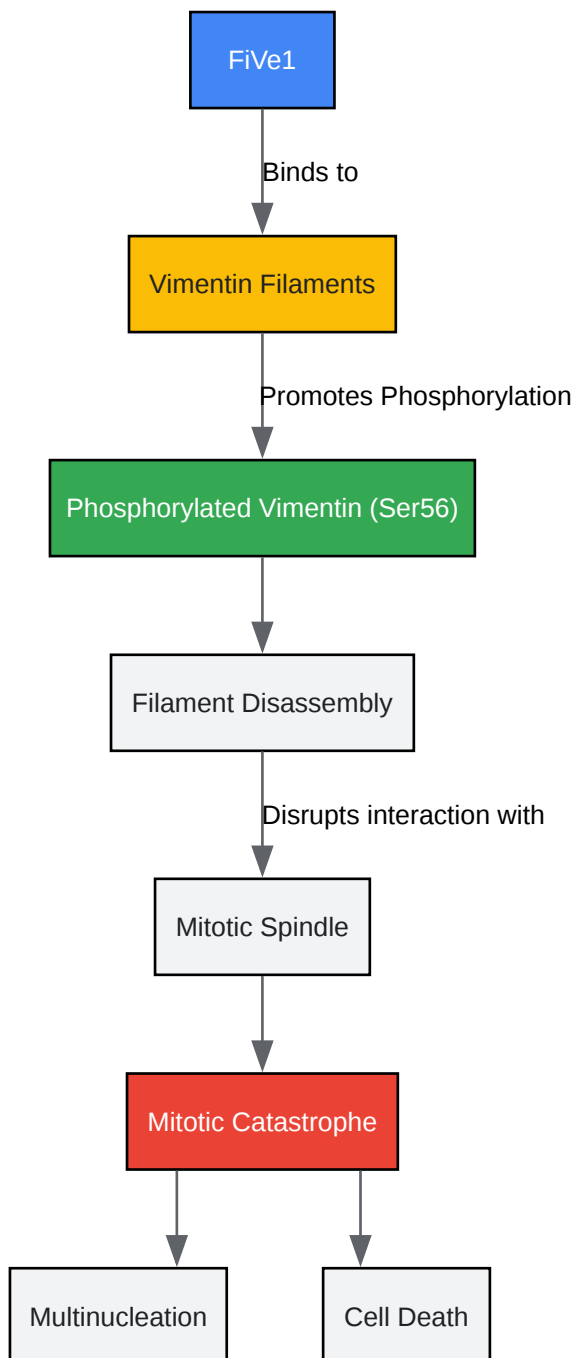 FiVe1
Binds to
Vimentin Filaments
Promotes Phosphorylation
Phosphorylated Vimentin (Ser56)
Filament Disassembly
Disrupts interaction with
Mitotic Spindle
Mitotic Catastrophe
Multinucleation
Cell Death